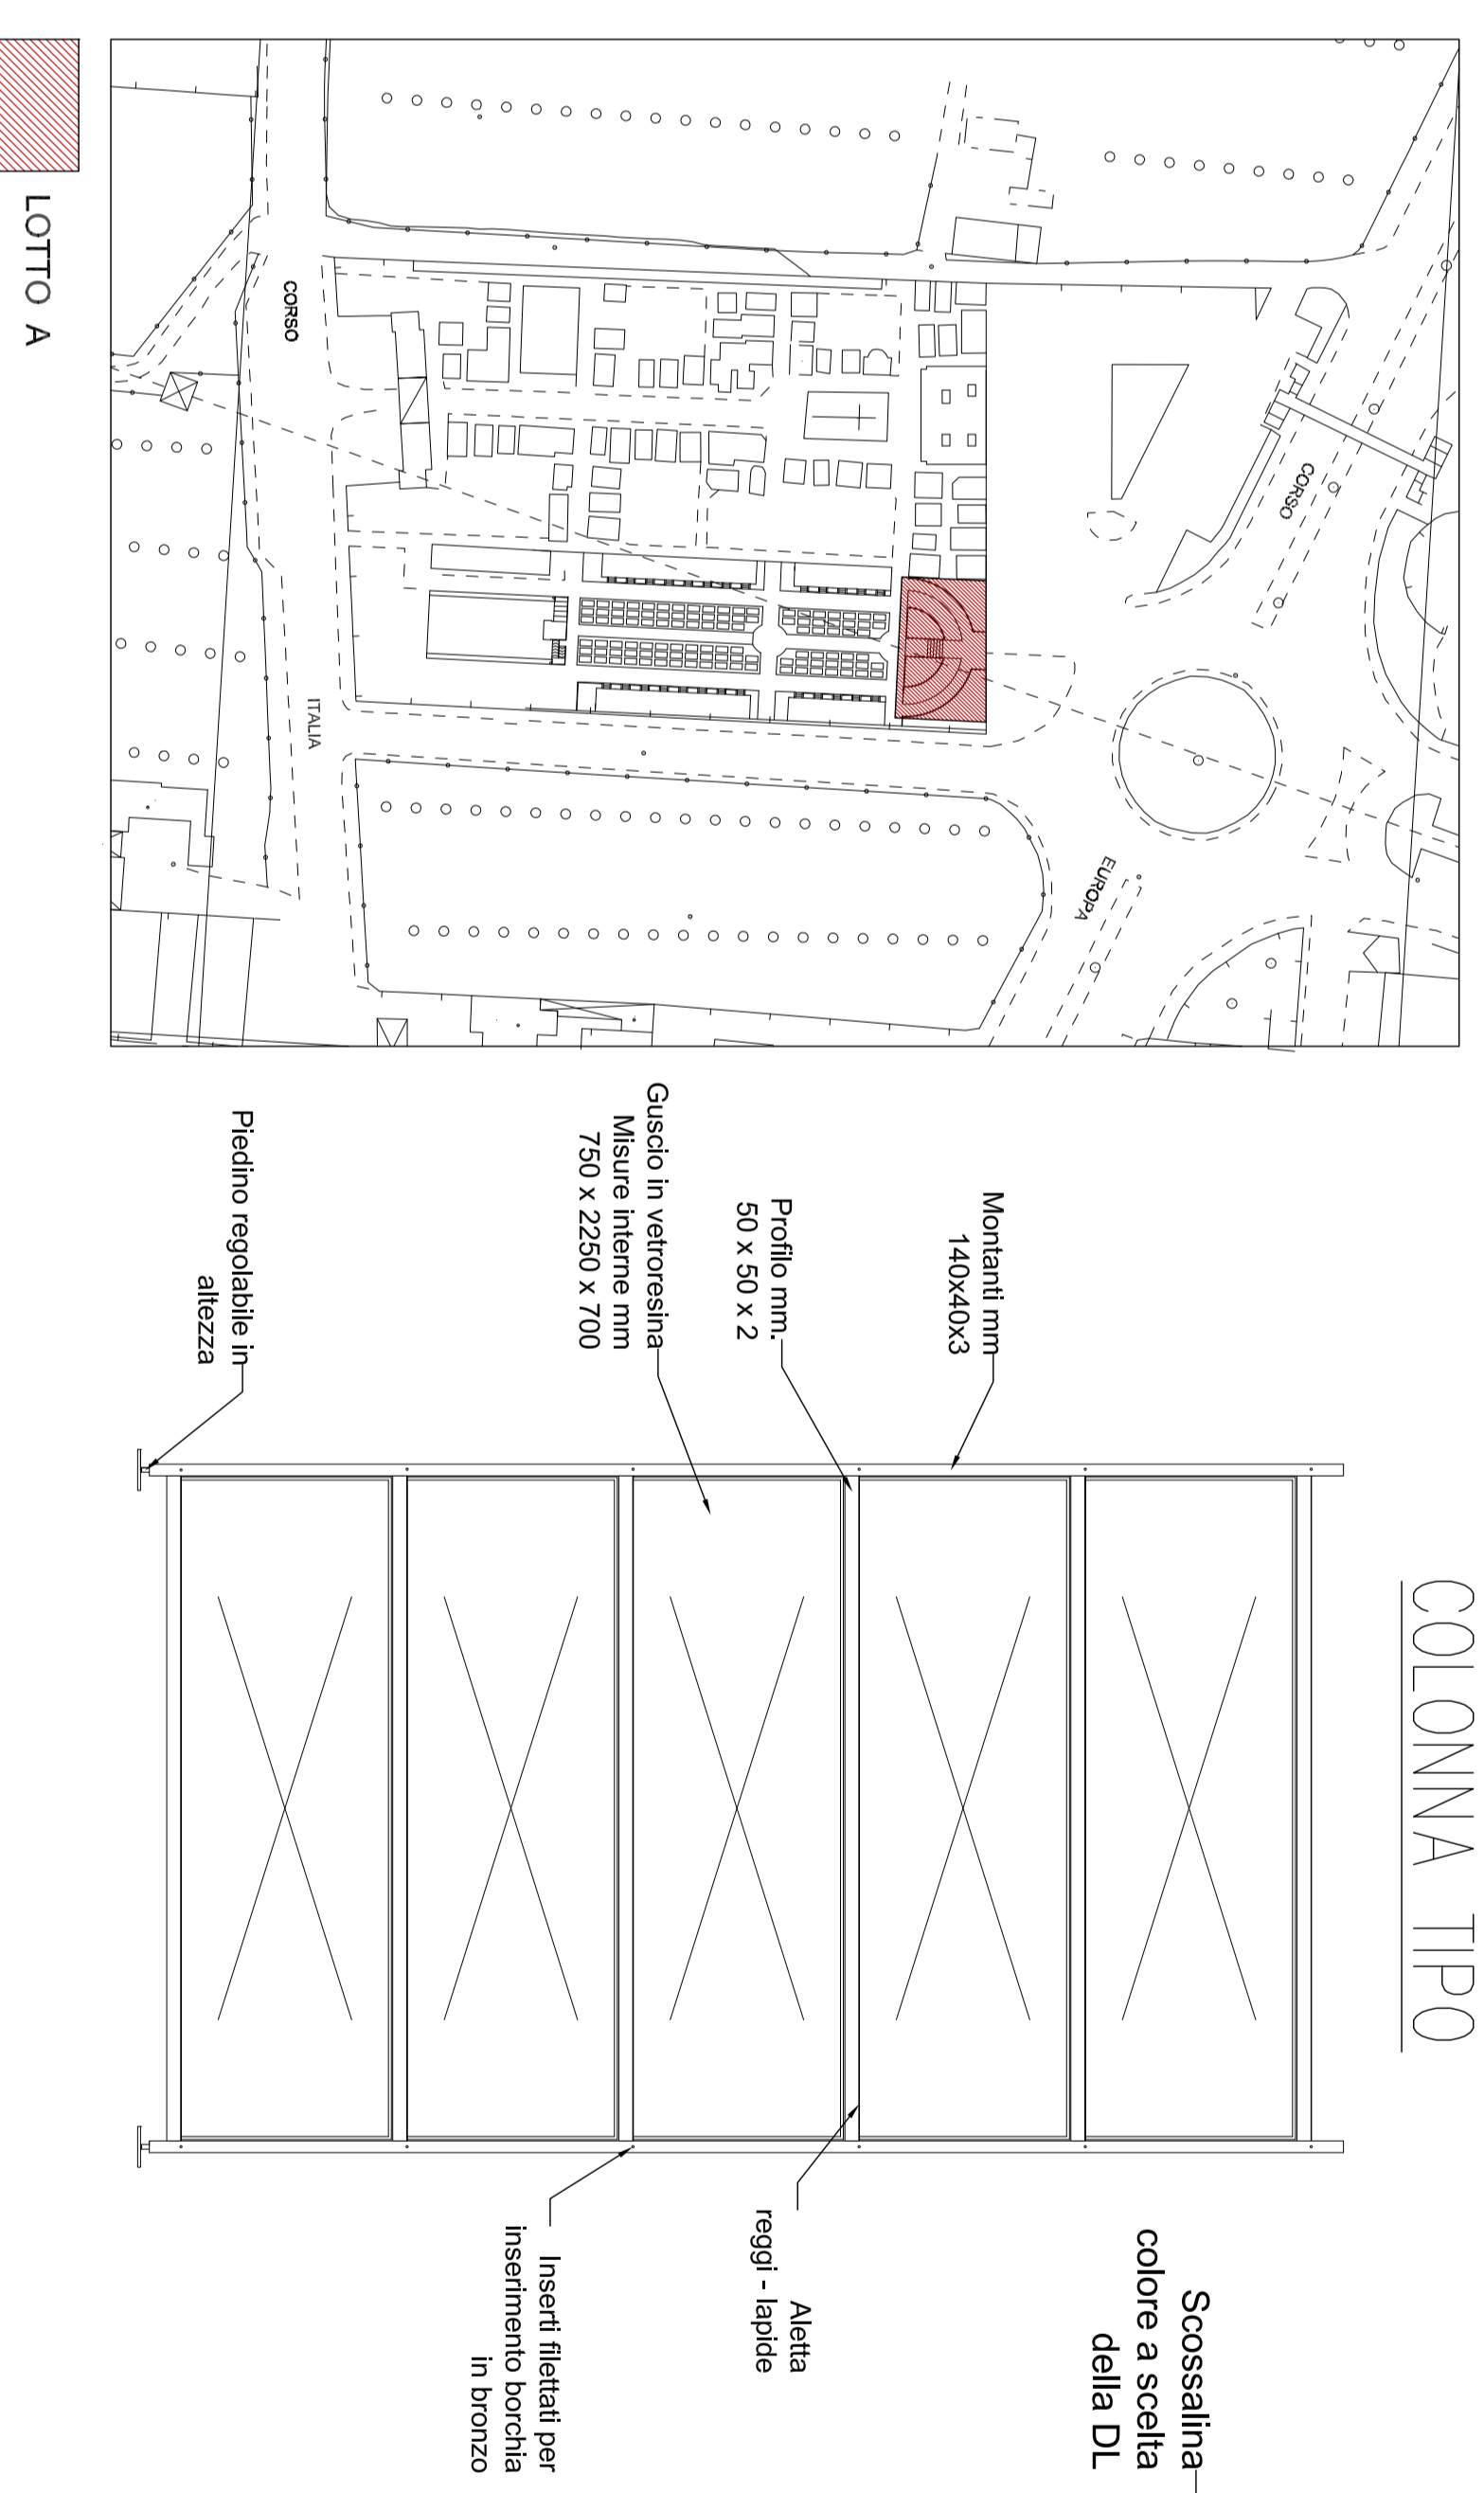 COLONNA TIPO
CORSO
EUROPA
CORSO
ITALIA
LOTTO A
Montanti mm
140x40x3
Profilo mm.
50 x 50 x 2
Guscio in vetroresina
Misure interne mm
750 x 2250 x 700
Piedino regolabile in
altezza
Scossalina
colore a scelta
della DL
Aletta
reggi - lapide
Inserti filettati per
inserimento borchia
in bronzo